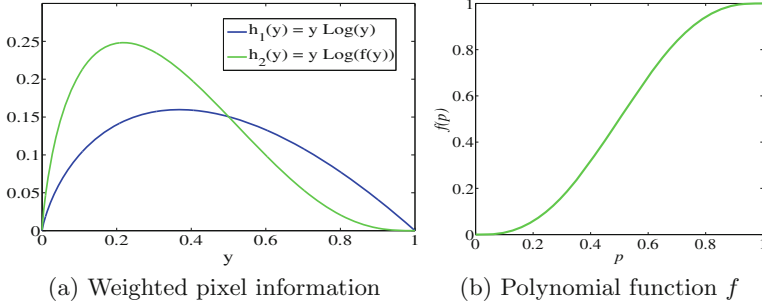 h₁(y) = y Log(y)
h₂(y) = y Log(f(y))
0.25
0.2
0.15
0.1
0.05
0
0 0.2 0.4 0.6 0.8 1
y
(a) Weighted pixel information
1
0.8
0.6
0.4
0.2
0
f(p)
0 0.2 0.4 0.6 0.8 1
p
(b) Polynomial function f